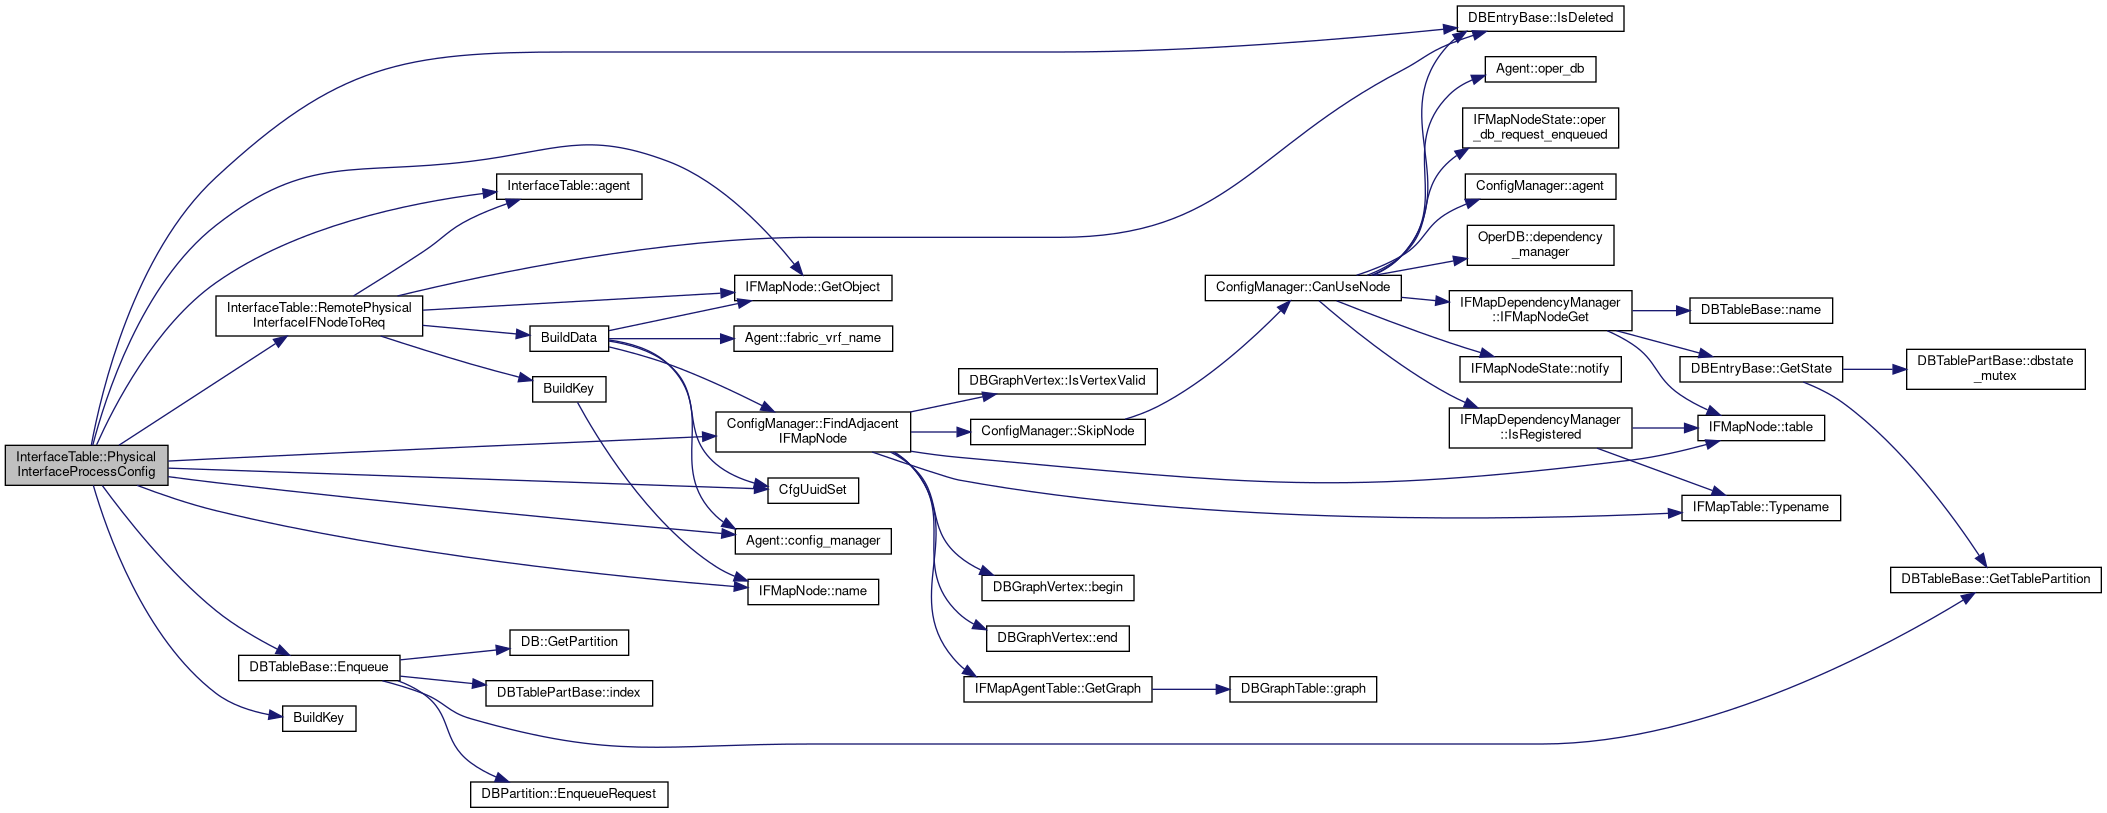 InterfaceTable::Physical
InterfaceProcessConfig
InterfaceTable::RemotePhysical
InterfaceIFNodeToReq
DBTableBase::Enqueue
BuildKey
InterfaceTable::agent
BuildData
BuildKey
DB::GetPartition
DBTablePartBase::index
DBPartition::EnqueueRequest
IFMapNode::GetObject
Agent::fabric_vrf_name
ConfigManager::FindAdjacent
IFMapNode
CfgUuidSet
Agent::config_manager
IFMapNode::name
DBGraphVertex::IsVertexValid
ConfigManager::SkipNode
DBGraphVertex::begin
DBGraphVertex::end
IFMapAgentTable::GetGraph
ConfigManager::CanUseNode
DBGraphTable::graph
DBEntryBase::IsDeleted
Agent::oper_db
IFMapNodeState::oper
_db_request_enqueued
ConfigManager::agent
OperDB::dependency
_manager
IFMapDependencyManager
::IFMapNodeGet
IFMapNodeState::notify
IFMapDependencyManager
::IsRegistered
DBTableBase::name
DBEntryBase::GetState
IFMapNode::table
IFMapTable::Typename
DBTablePartBase::dbstate
_mutex
DBTableBase::GetTablePartition